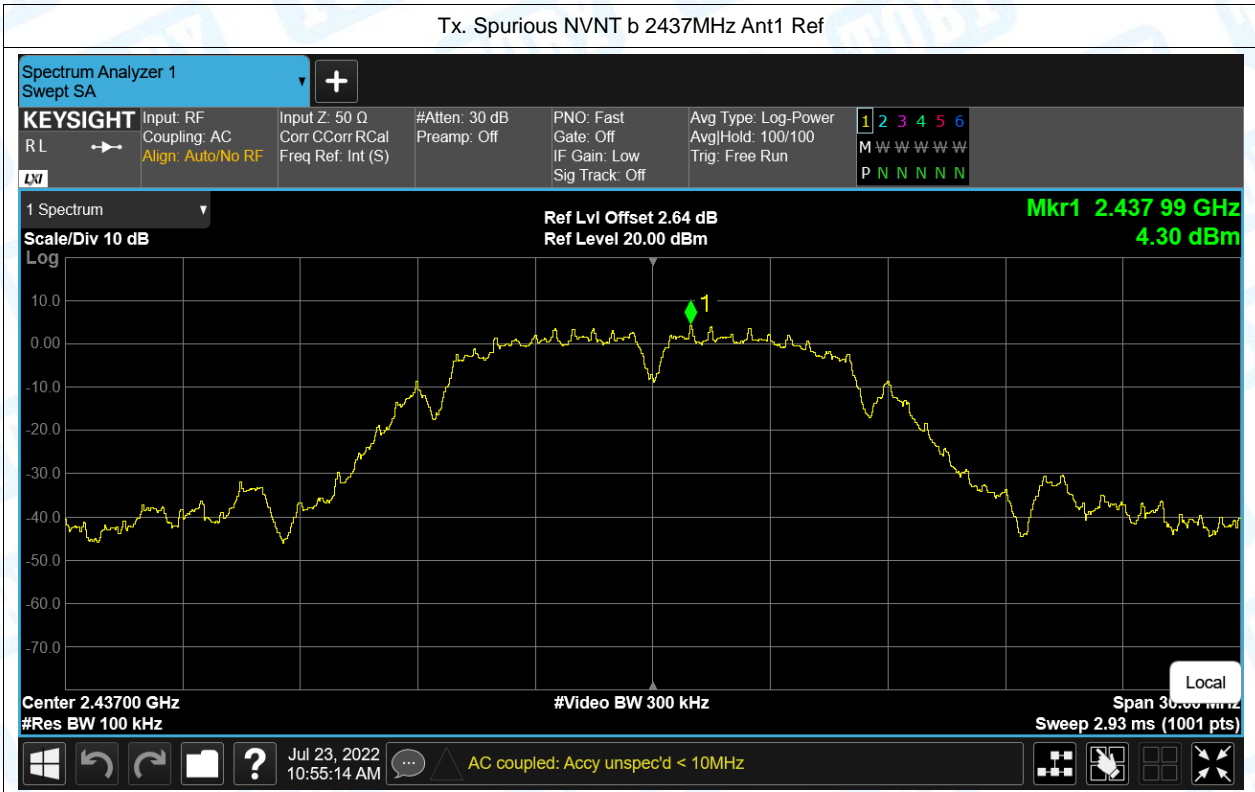 Tx. Spurious NVNT b 2437MHz Ant1 Ref
Spectrum Analyzer 1
Swept SA
KEYSIGHT
R L
LXI
Input: RF
Coupling: AC
Align: Auto/No RF
Input Z: 50 Ω
Corr CCorr RCal
Freq Ref: Int (S)
#Atten: 30 dB
Preamp: Off
PNO: Fast
Gate: Off
IF Gain: Low
Sig Track: Off
Avg Type: Log-Power
Avg|Hold: 100/100
Trig: Free Run
1 2 3 4 5 6
M W W W W W
P N N N N N
1 Spectrum
Scale/Div 10 dB
Ref Lvl Offset 2.64 dB
Ref Level 20.00 dBm
Mkr1 2.437 99 GHz
4.30 dBm
Log
10.0
0.00
-10.0
-20.0
-30.0
-40.0
-50.0
-60.0
-70.0
1
Local
Center 2.43700 GHz
#Res BW 100 kHz
#Video BW 300 kHz
Span 30.00 MHz
Sweep 2.93 ms (1001 pts)
?
Jul 23, 2022
10:55:14 AM
AC coupled: Accy unspec'd < 10MHz